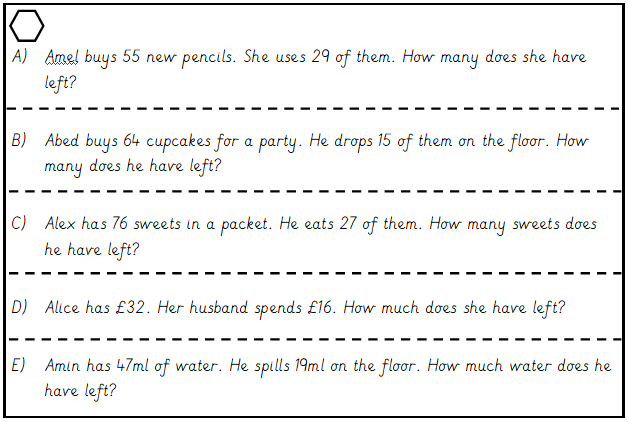 A) Amel buys 55 new pencils. She uses 29 of them. How many does she have
left?
B) Abed buys 64 cupcakes for a party. He drops 15 of them on the floor. How
many does he have left?
C) Alex has 76 sweets in a packet. He eats 27 of them. How many sweets does
he have left?
D) Alice has £32. Her husband spends £16. How much does she have left?
E) Amin has 47ml of water. He spills 19ml on the floor. How much water does he
have left?